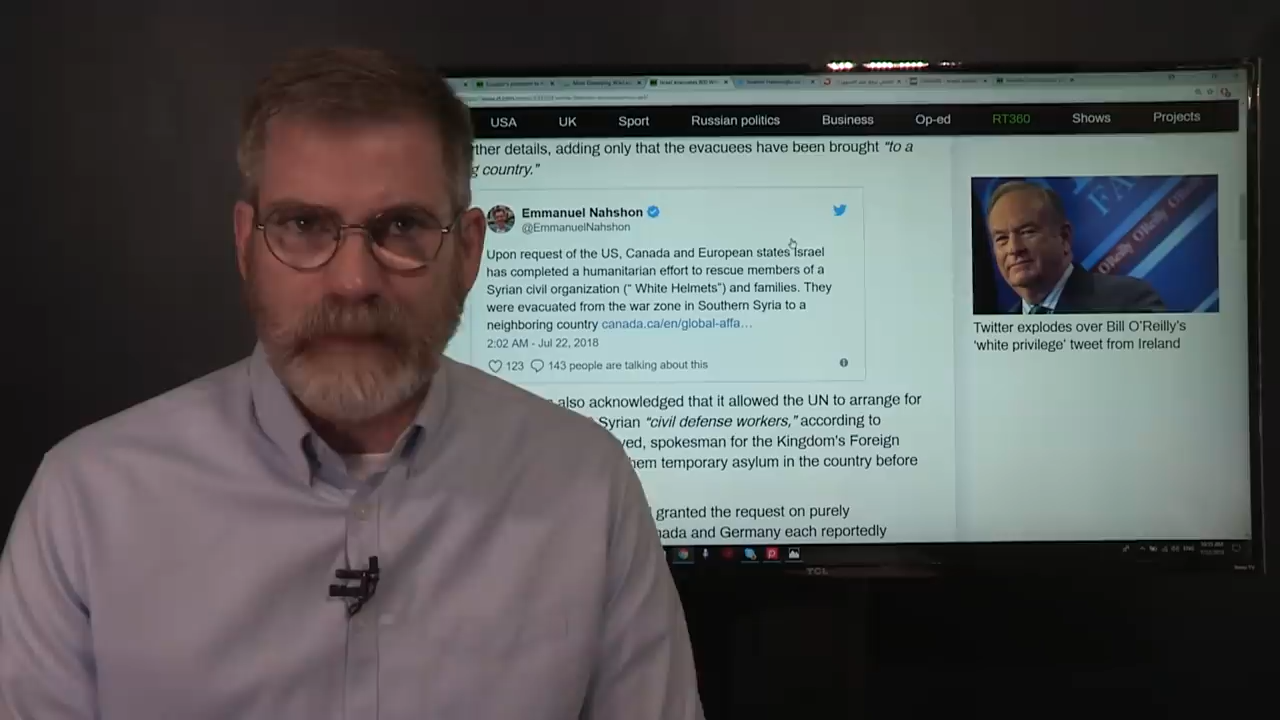 USA UK Sport Russian politics Business Op-ed RT360 Shows Projects
ther details, adding only that the evacuees have been brought "to a
g country."
Emmanuel Nahshon
@EmmanuelNahshon
Upon request of the US, Canada and European states Israel
has completed a humanitarian effort to rescue members of a
Syrian civil organization (" White Helmets") and families. They
were evacuated from the war zone in Southern Syria to a
neighboring country canada.ca/en/global-affa…
2:02 AM - Jul 22, 2018
123 143 people are talking about this
also acknowledged that it allowed the UN to arrange for
Syrian "civil defense workers," according to
yed, spokesman for the Kingdom's Foreign
hem temporary asylum in the country before
granted the request on purely
nada and Germany each reportedly
O'Reilly
Twitter explodes over Bill O'Reilly's
'white privilege' tweet from Ireland
TCL